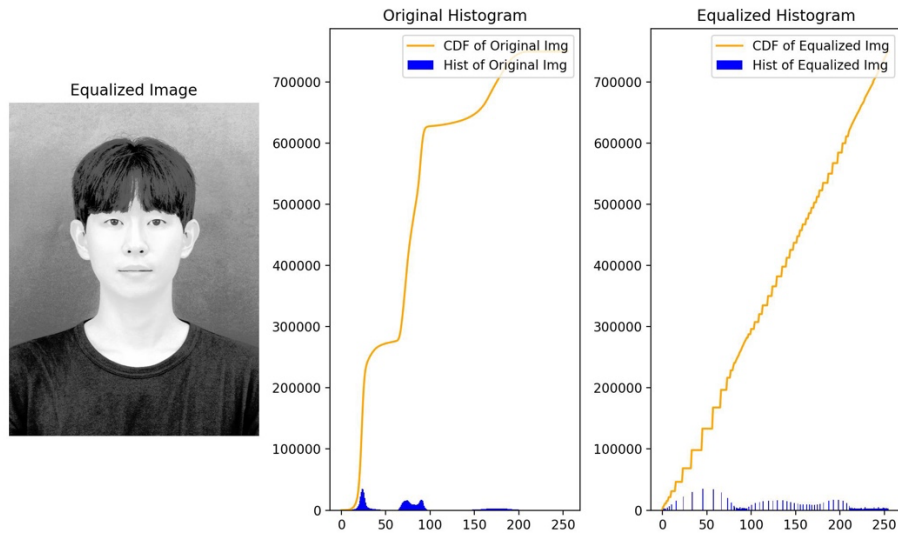 Equalized Image
Original Histogram
CDF of Original Img
Hist of Original Img
700000
600000
500000
400000
300000
200000
100000
0
0 50 100 150 200 250
Equalized Histogram
CDF of Equalized Img
Hist of Equalized Img
700000
600000
500000
400000
300000
200000
100000
0
0 50 100 150 200 250